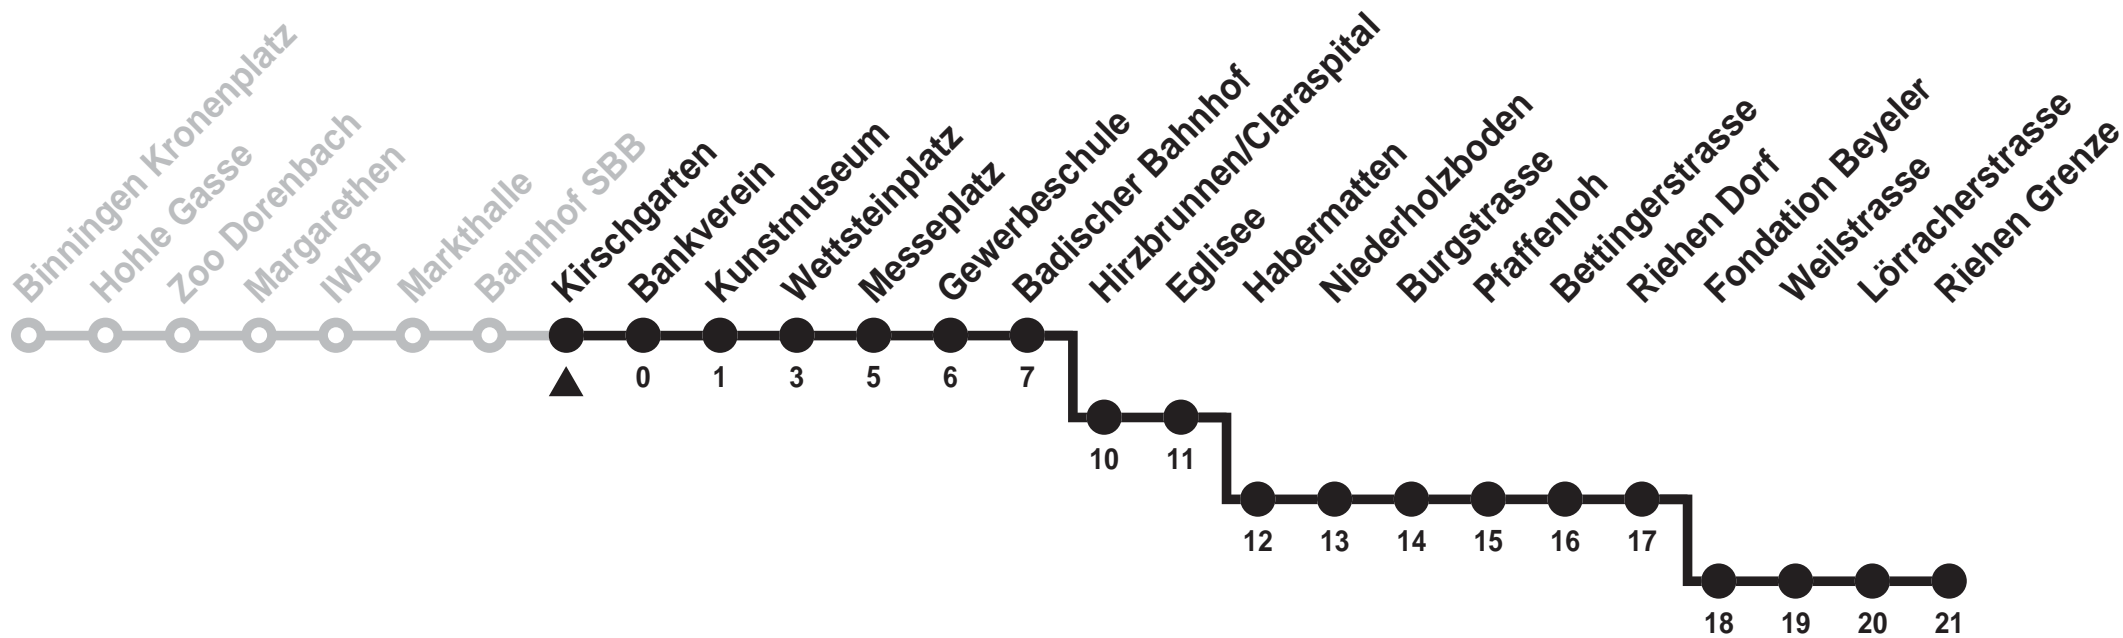 Binningen Kronenplatz
Hohle Gasse
Zoo Dorenbach
Margarethen
IWB
Markthalle
Bahnhof SBB
Kirschgarten
Bankverein
Kunstmuseum
Wettsteinplatz
Messeplatz
Gewerbeschule
Badischer Bahnhof
Hirzbrunnen/Claraspital
Eglisee
Habermatten
Niederholzboden
Burgstrasse
Pfaffenloh
Bettingerstrasse
Riehen Dorf
Fondation Beyeler
Weilstrasse
Lörracherstrasse
Riehen Grenze
0 1 3 5 6 7
10 11
12 13 14 15 16 17
18 19 20 21